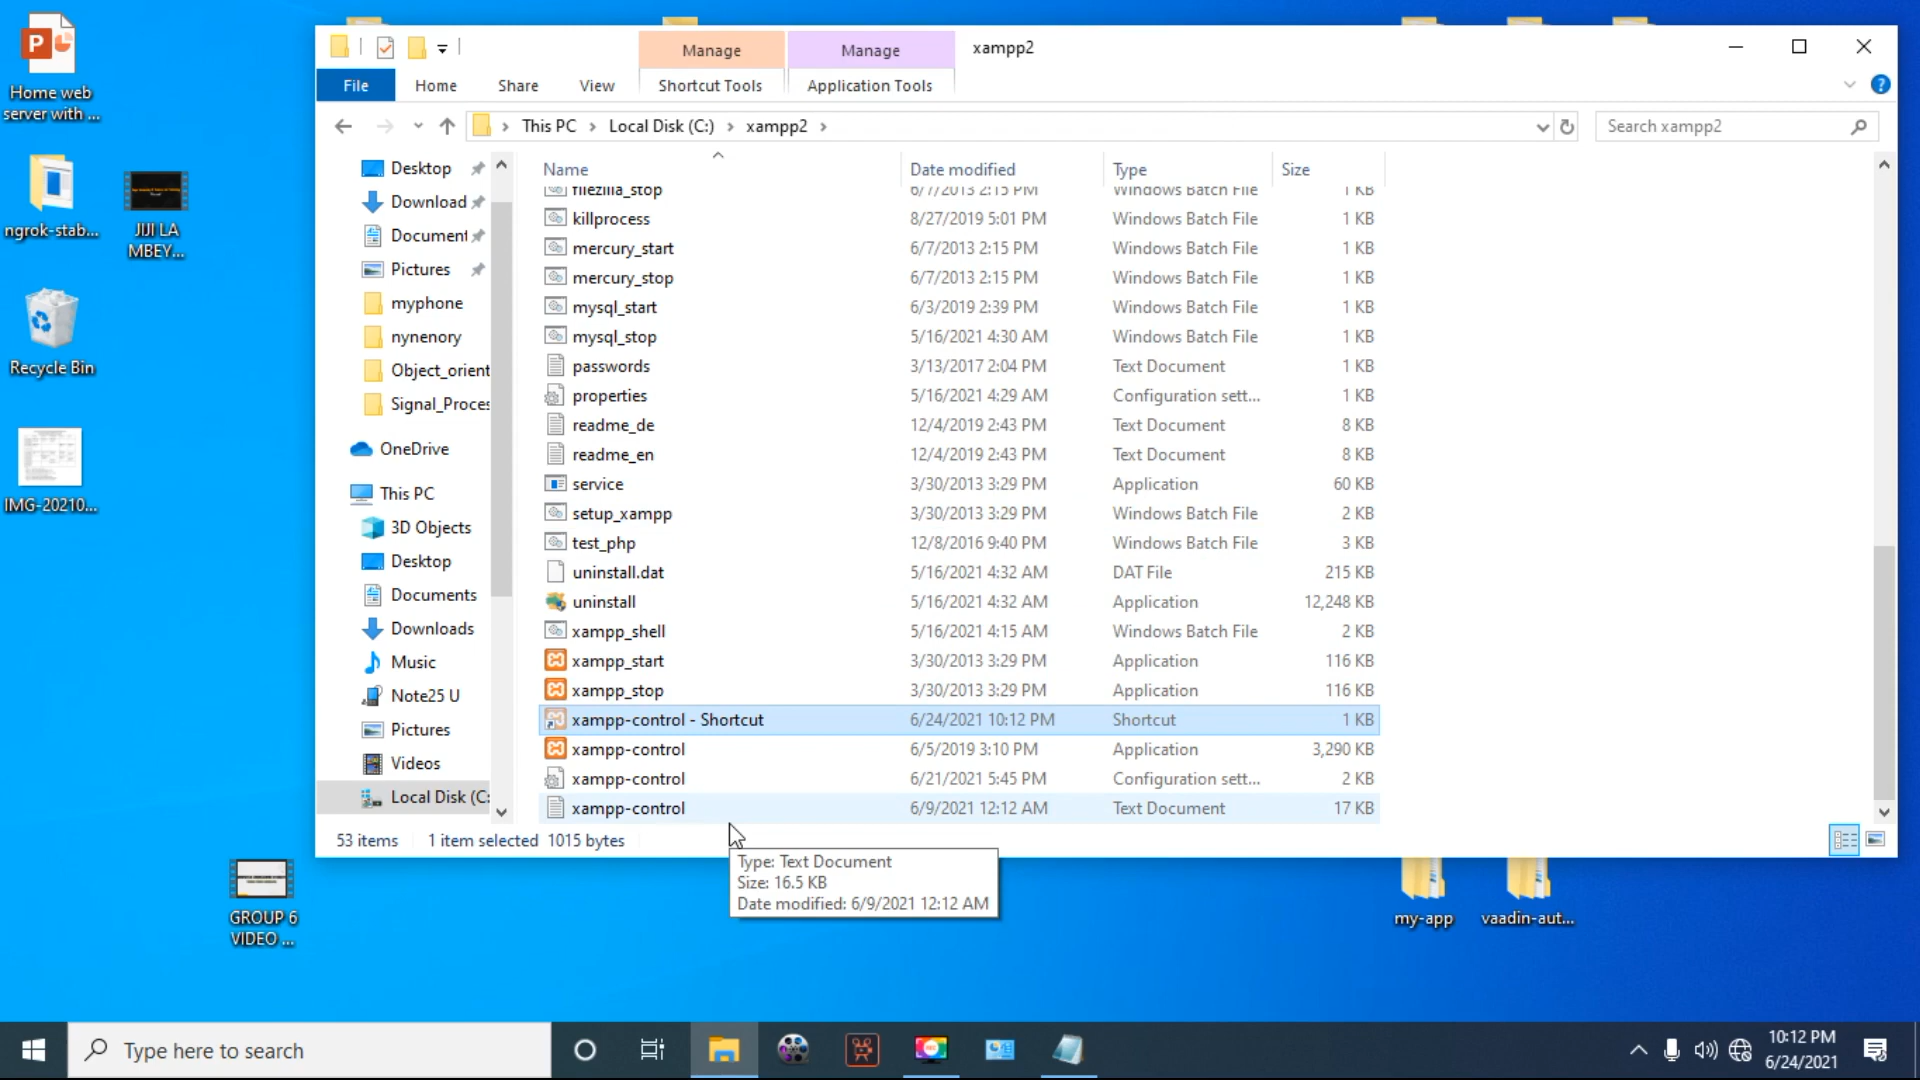 Home web
server with ...
ngrok-stab...
JIJI LA
MBEY...
Recycle Bin
IMG-20210...
GROUP 6
VIDEO ...
my-app
vaadin-aut...
Manage
Manage
xampp2
File
Home
Share
View
Shortcut Tools
Application Tools
This PC
Local Disk (C:)
xampp2
Search xampp2
Desktop
Download
Document
Pictures
myphone
nynenory
Object_orient
Signal_Proces
OneDrive
This PC
3D Objects
Desktop
Documents
Downloads
Music
Note25 U
Pictures
Videos
Local Disk (C:
Name Date modified Type Size
filezilla_stop 6/7/2013 2:15 PM Windows Batch File 1 KB
killprocess 8/27/2019 5:01 PM Windows Batch File 1 KB
mercury_start 6/7/2013 2:15 PM Windows Batch File 1 KB
mercury_stop 6/7/2013 2:15 PM Windows Batch File 1 KB
mysql_start 6/3/2019 2:39 PM Windows Batch File 1 KB
mysql_stop 5/16/2021 4:30 AM Windows Batch File 1 KB
passwords 3/13/2017 2:04 PM Text Document 1 KB
properties 5/16/2021 4:29 AM Configuration sett... 1 KB
readme_de 12/4/2019 2:43 PM Text Document 8 KB
readme_en 12/4/2019 2:43 PM Text Document 8 KB
service 3/30/2013 3:29 PM Application 60 KB
setup_xampp 3/30/2013 3:29 PM Windows Batch File 2 KB
test_php 12/8/2016 9:40 PM Windows Batch File 3 KB
uninstall.dat 5/16/2021 4:32 AM DAT File 215 KB
uninstall 5/16/2021 4:32 AM Application 12,248 KB
xampp_shell 5/16/2021 4:15 AM Windows Batch File 2 KB
xampp_start 3/30/2013 3:29 PM Application 116 KB
xampp_stop 3/30/2013 3:29 PM Application 116 KB
xampp-control - Shortcut 6/24/2021 10:12 PM Shortcut 1 KB
xampp-control 6/5/2019 3:10 PM Application 3,290 KB
xampp-control 6/21/2021 5:45 PM Configuration sett... 2 KB
xampp-control 6/9/2021 12:12 AM Text Document 17 KB
53 items 1 item selected 1015 bytes
Type: Text Document
Size: 16.5 KB
Date modified: 6/9/2021 12:12 AM
Type here to search
10:12 PM
6/24/2021